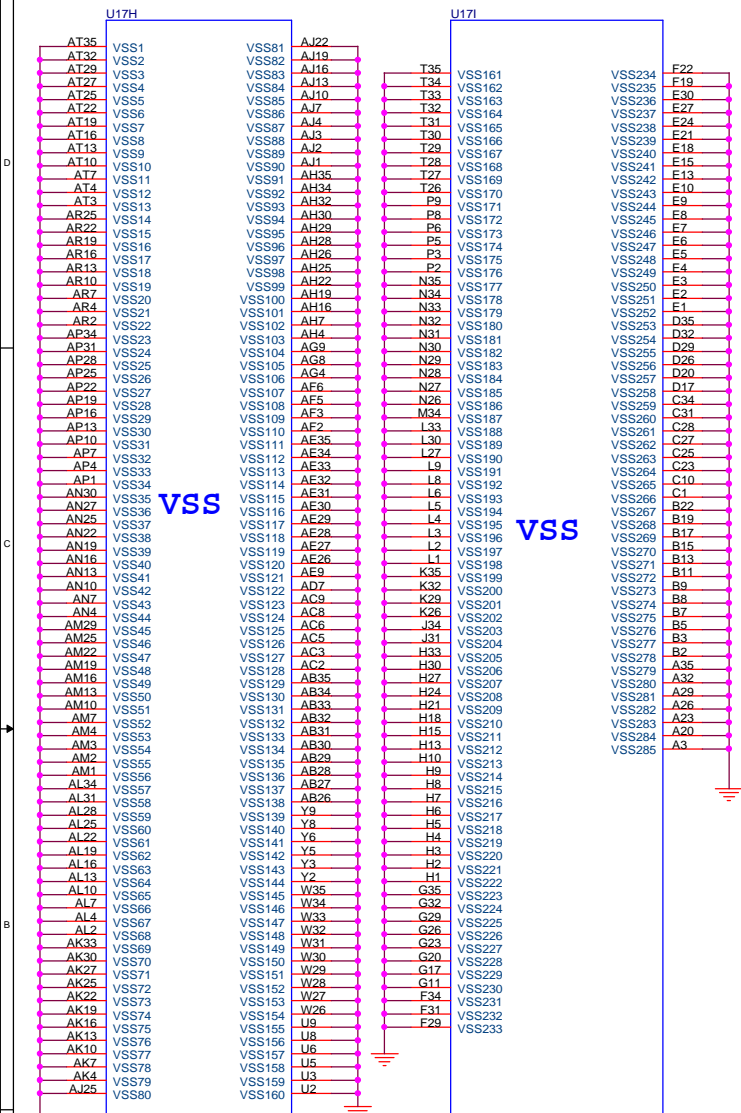 U17H
AT35 VSS1 VSS81 AJ22
AT32 VSS2 VSS82 AJ19
AT29 VSS3 VSS83 AJ16
AT27 VSS4 VSS84 AJ13
AT25 VSS5 VSS85 AJ10
AT22 VSS6 VSS86 AJ7
AT19 VSS7 VSS87 AJ4
AT16 VSS8 VSS88 AJ3
AT13 VSS9 VSS89 AJ2
AT10 VSS10 VSS90 AJ1
AT7 VSS11 VSS91 AH35
AT4 VSS12 VSS92 AH34
AT3 VSS13 VSS93 AH32
AR25 VSS14 VSS94 AH30
AR22 VSS15 VSS95 AH29
AR19 VSS16 VSS96 AH28
AR16 VSS17 VSS97 AH26
AR13 VSS18 VSS98 AH25
AR10 VSS19 VSS99 AH22
AR7 VSS20 VSS100 AH19
AR4 VSS21 VSS101 AH16
AR2 VSS22 VSS102 AH7
AP34 VSS23 VSS103 AH4
AP31 VSS24 VSS104 AG9
AP28 VSS25 VSS105 AG8
AP25 VSS26 VSS106 AG4
AP22 VSS27 VSS107 AF6
AP19 VSS28 VSS108 AF5
AP16 VSS29 VSS109 AF3
AP13 VSS30 VSS110 AF2
AP10 VSS31 VSS111 AE35
AP7 VSS32 VSS112 AE34
AP4 VSS33 VSS113 AE33
AP1 VSS34 VSS114 AE32
AN30 VSS35 VSS115 AE31
VSS
AN27 VSS36 VSS116 AE30
AN25 VSS37 VSS117 AE29
AN22 VSS38 VSS118 AE28
AN19 VSS39 VSS119 AE27
AN16 VSS40 VSS120 AE26
AN13 VSS41 VSS121 AE9
AN10 VSS42 VSS122 AD7
AN7 VSS43 VSS123 AC9
AN4 VSS44 VSS124 AC8
AM29 VSS45 VSS125 AC6
AM25 VSS46 VSS126 AC5
AM22 VSS47 VSS127 AC3
AM19 VSS48 VSS128 AC2
AM16 VSS49 VSS129 AB35
AM13 VSS50 VSS130 AB34
AM10 VSS51 VSS131 AB33
AM7 VSS52 VSS132 AB32
AM4 VSS53 VSS133 AB31
AM3 VSS54 VSS134 AB30
AM2 VSS55 VSS135 AB29
AM1 VSS56 VSS136 AB28
AL34 VSS57 VSS137 AB27
AL31 VSS58 VSS138 AB26
AL28 VSS59 VSS139 Y9
AL25 VSS60 VSS140 Y8
AL22 VSS61 VSS141 Y6
AL19 VSS62 VSS142 Y5
AL16 VSS63 VSS143 Y3
AL13 VSS64 VSS144 Y2
AL10 VSS65 VSS145 W35
AL7 VSS66 VSS146 W34
AL4 VSS67 VSS147 W33
AL2 VSS68 VSS148 W32
AK33 VSS69 VSS149 W31
AK30 VSS70 VSS150 W30
AK27 VSS71 VSS151 W29
AK25 VSS72 VSS152 W28
AK22 VSS73 VSS153 W27
AK19 VSS74 VSS154 W26
AK16 VSS75 VSS155 U9
AK13 VSS76 VSS156 U8
AK10 VSS77 VSS157 U6
AK7 VSS78 VSS158 U5
AK4 VSS79 VSS159 U3
AJ25 VSS80 VSS160 U2
U17I
T35 VSS161 VSS234 F22
T34 VSS162 VSS235 F19
T33 VSS163 VSS236 E30
T32 VSS164 VSS237 E27
T31 VSS165 VSS238 E24
T30 VSS166 VSS239 E21
T29 VSS167 VSS240 E18
T28 VSS168 VSS241 E15
T27 VSS169 VSS242 E13
T26 VSS170 VSS243 E10
P9 VSS171 VSS244 E9
P8 VSS172 VSS245 E8
P6 VSS173 VSS246 E7
P5 VSS174 VSS247 E6
P3 VSS175 VSS248 E5
P2 VSS176 VSS249 E4
N35 VSS177 VSS250 E3
N34 VSS178 VSS251 E2
N33 VSS179 VSS252 E1
N32 VSS180 VSS253 D35
N31 VSS181 VSS254 D32
N30 VSS182 VSS255 D29
N29 VSS183 VSS256 D26
N28 VSS184 VSS257 D20
N27 VSS185 VSS258 D17
N26 VSS186 VSS259 C34
M34 VSS187 VSS260 C31
L33 VSS188 VSS261 C28
L30 VSS189 VSS262 C27
L27 VSS190 VSS263 C25
L9 VSS191 VSS264 C23
L8 VSS192 VSS265 C10
L6 VSS193 VSS266 C1
L5 VSS194 VSS267 B22
L4 VSS195 VSS268 B19
VSS
L3 VSS196 VSS269 B17
L2 VSS197 VSS270 B15
L1 VSS198 VSS271 B13
K35 VSS199 VSS272 B11
K32 VSS200 VSS273 B9
K29 VSS201 VSS274 B8
K26 VSS202 VSS275 B7
J34 VSS203 VSS276 B5
J31 VSS204 VSS277 B3
H33 VSS205 VSS278 B2
H30 VSS206 VSS279 A35
H27 VSS207 VSS280 A32
H24 VSS208 VSS281 A29
H21 VSS209 VSS282 A26
H18 VSS210 VSS283 A23
H15 VSS211 VSS284 A20
H13 VSS212 VSS285 A3
H10 VSS213
H9 VSS214
H8 VSS215
H7 VSS216
H6 VSS217
H5 VSS218
H4 VSS219
H3 VSS220
H2 VSS221
H1 VSS222
G35 VSS223
G32 VSS224
G29 VSS225
G26 VSS226
G23 VSS227
G20 VSS228
G17 VSS229
G11 VSS230
F34 VSS231
F31 VSS232
F29 VSS233
D
C
B